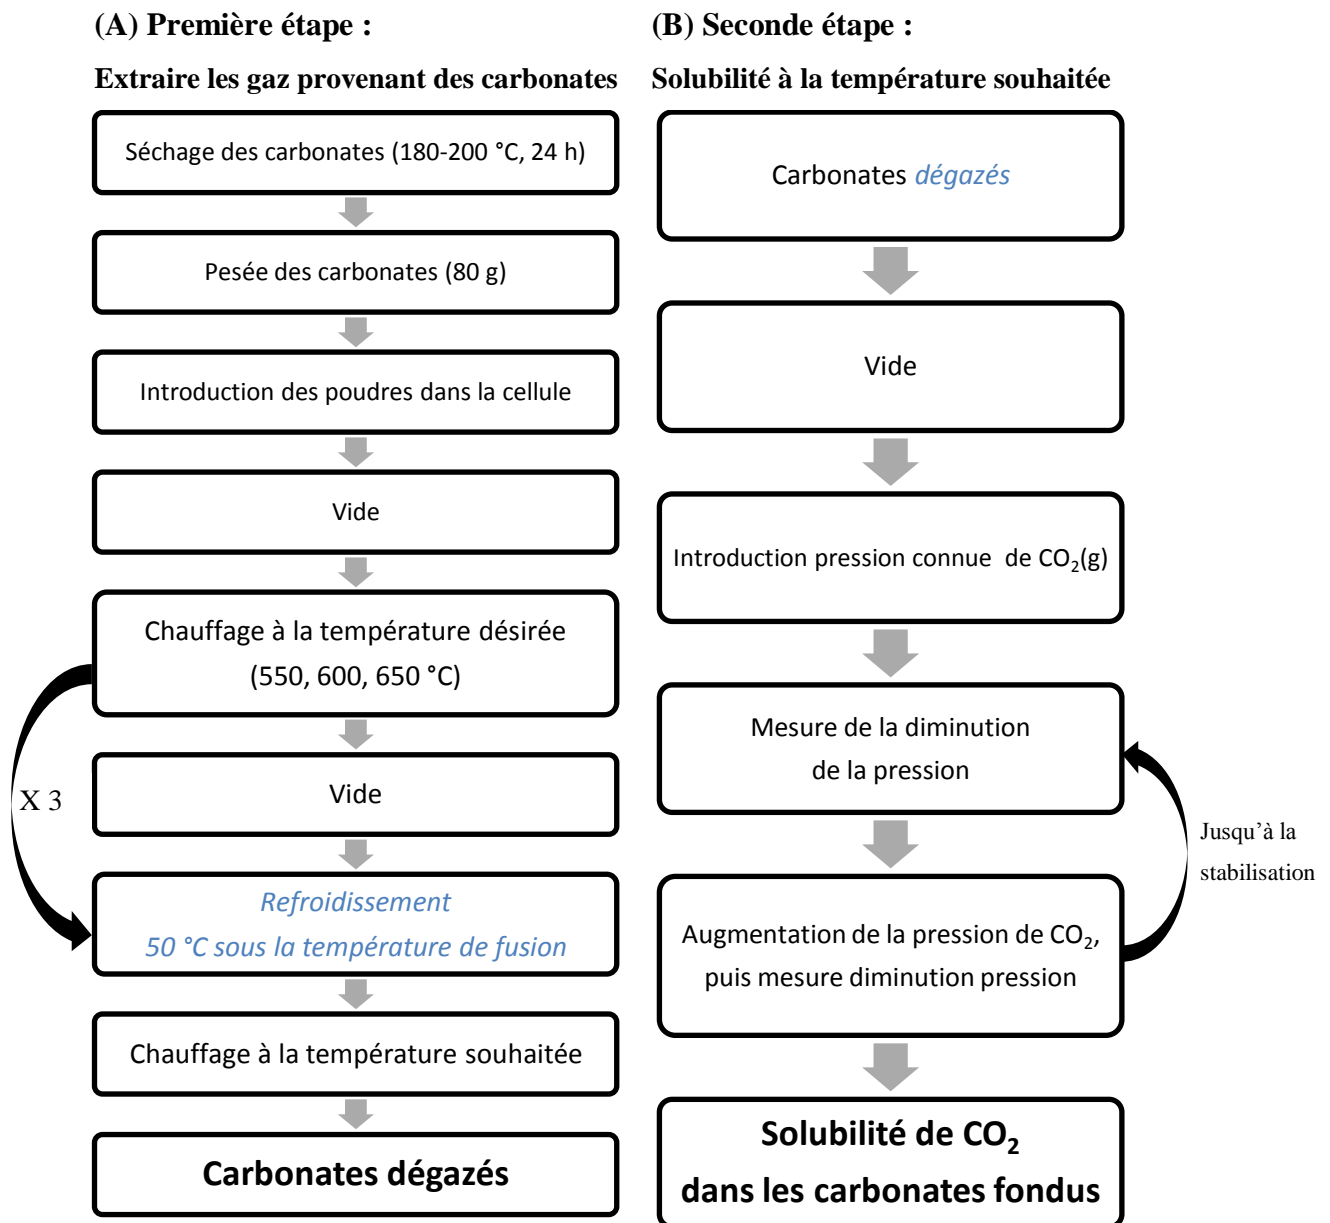 (A) Première étape :
Extraire les gaz provenant des carbonates
Séchage des carbonates (180-200 °C, 24 h)
Pesée des carbonates (80 g)
Introduction des poudres dans la cellule
Vide
Chauffage à la température désirée
(550, 600, 650 °C)
Vide
X 3
Refroidissement
50 °C sous la température de fusion
Chauffage à la température souhaitée
Carbonates dégazés
(B) Seconde étape :
Solubilité à la température souhaitée
Carbonates dégazés
Vide
Introduction pression connue de CO₂(g)
Mesure de la diminution
de la pression
Jusqu’à la
stabilisation
Augmentation de la pression de CO₂,
puis mesure diminution pression
Solubilité de CO₂
dans les carbonates fondus